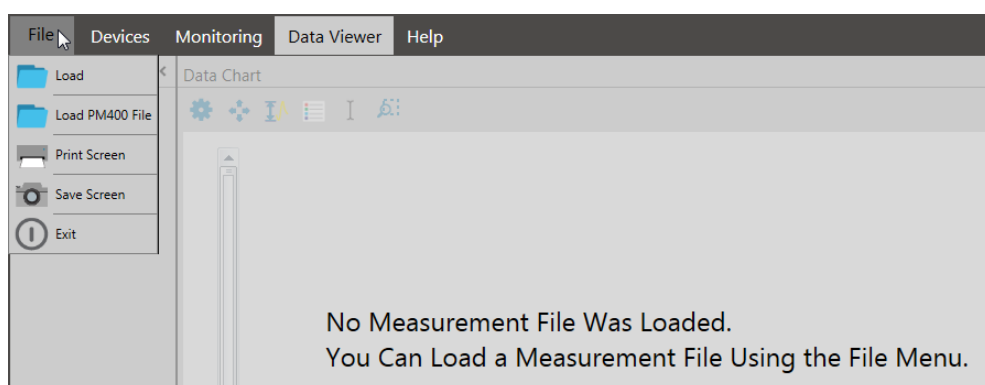 File Devices Monitoring Data Viewer Help
Load
Data Chart
Load PM400 File
Print Screen
Save Screen
Exit
No Measurement File Was Loaded.
You Can Load a Measurement File Using the File Menu.